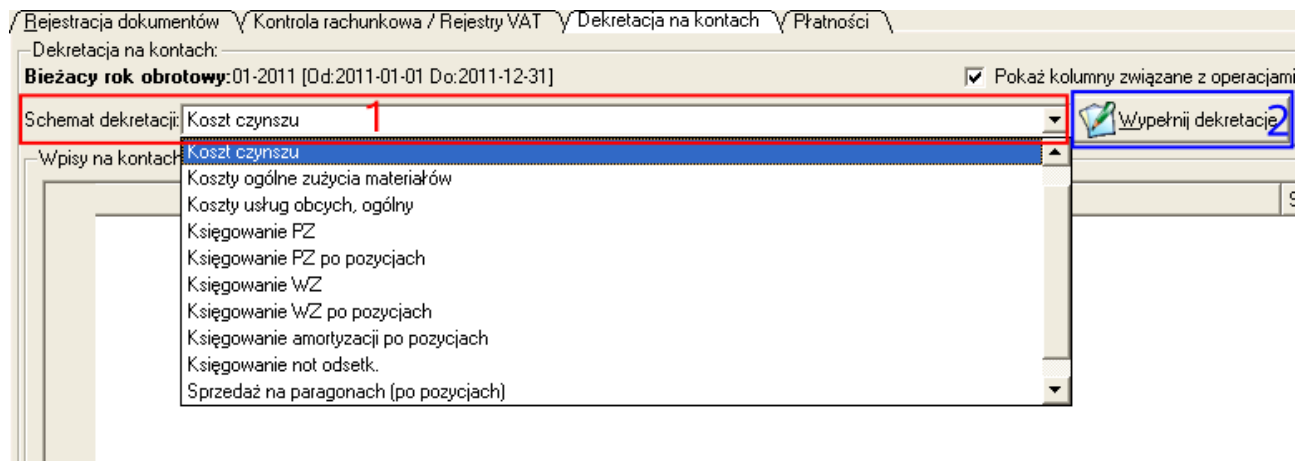 Rejestracja dokumentów Kontrola rachunkowa / Rejestry VAT Dekretacja na kontach Płatności
Dekretacja na kontach:
Bieżacy rok obrotowy:01-2011 [Od:2011-01-01 Do:2011-12-31] Pokaż kolumny związane z operacjami
Schemat dekretacji: Koszt czynszu 1 Wypełnij dekretację 2
Wpisy na kontach
Koszt czynszu
Koszty ogólne zużycia materiałów
Koszty usług obcych, ogólny
Księgowanie PZ
Księgowanie PZ po pozycjach
Księgowanie WZ
Księgowanie WZ po pozycjach
Księgowanie amortyzacji po pozycjach
Księgowanie not odsetk.
Sprzedaż na paragonach (po pozycjach)